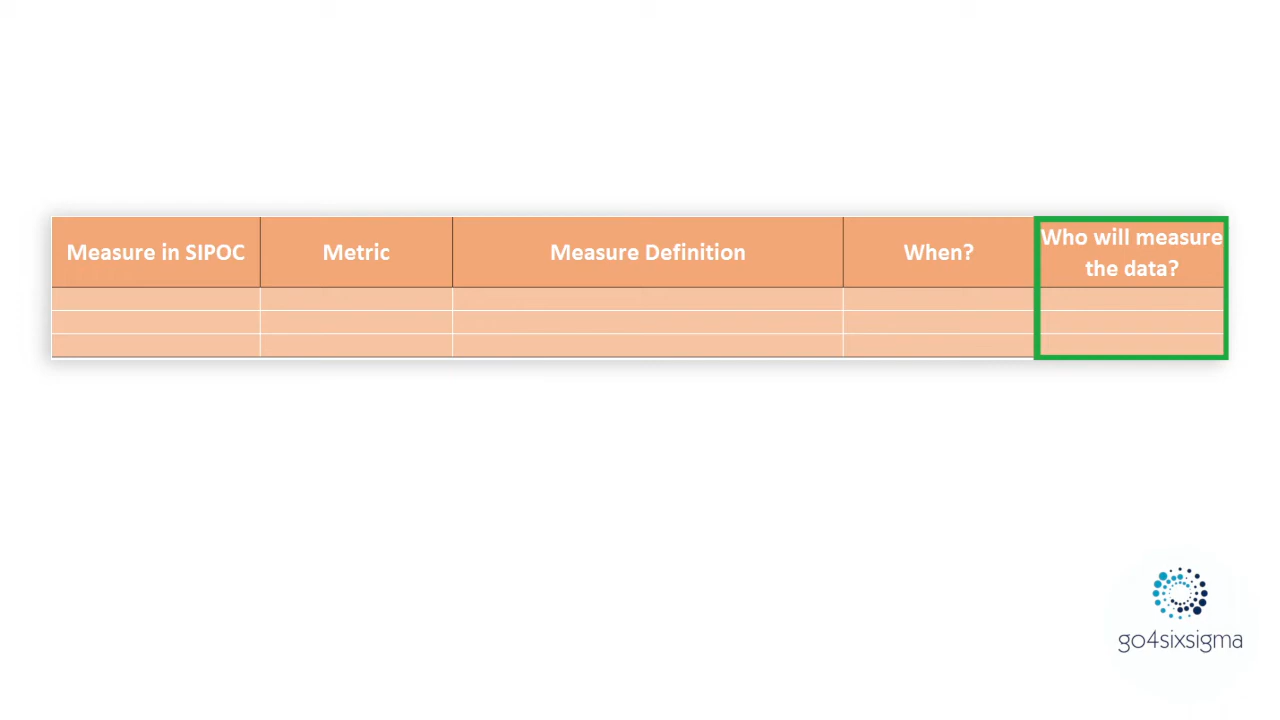 Measure in SIPOC
Metric
Measure Definition
When?
Who will measure
the data?
go4sixsigma